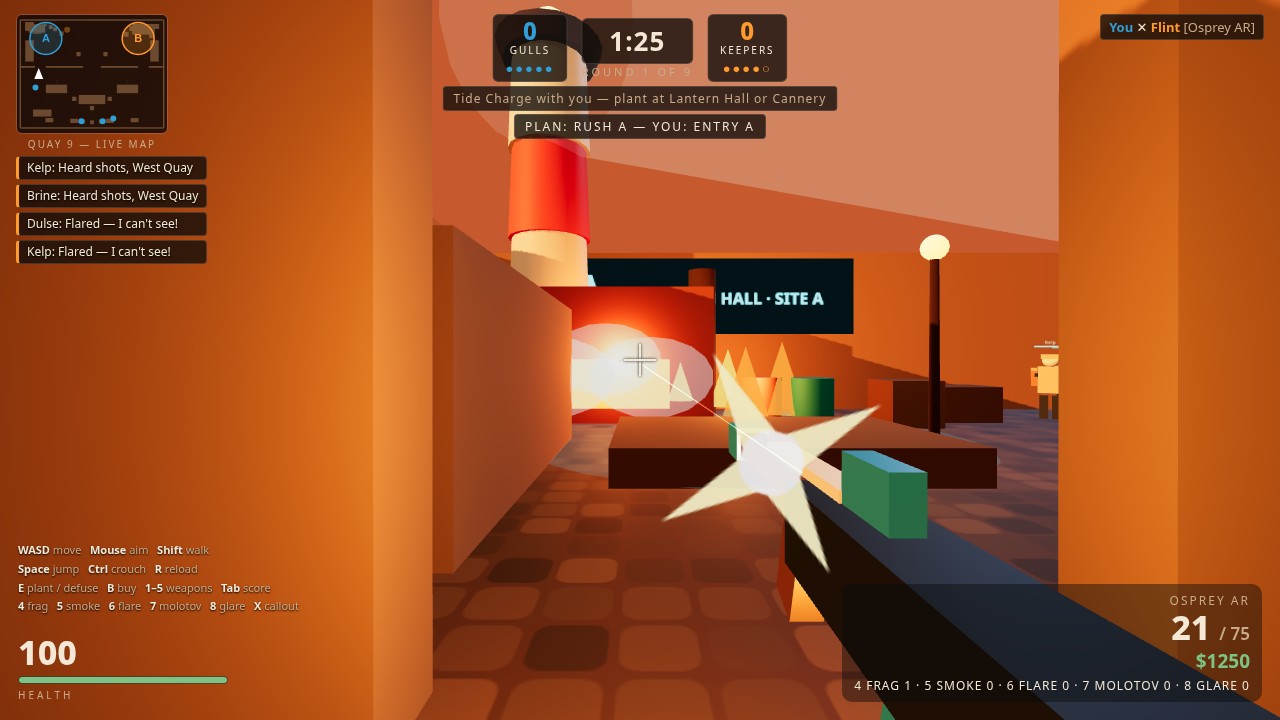 A
B
QUAY 9 — LIVE MAP
Kelp: Heard shots, West Quay
Brine: Heard shots, West Quay
Dulse: Flared — I can't see!
Kelp: Flared — I can't see!
0
GULLS
1:25
ROUND 1 OF 9
0
KEEPERS
Tide Charge with you — plant at Lantern Hall or Cannery
PLAN: RUSH A — YOU: ENTRY A
You ✕ Flint [Osprey AR]
HALL · SITE A
WASD move Mouse aim Shift walk
Space jump Ctrl crouch R reload
E plant / defuse B buy 1–5 weapons Tab score
4 frag 5 smoke 6 flare 7 molotov 8 glare X callout
100
HEALTH
OSPREY AR
21 / 75
$1250
4 FRAG 1 · 5 SMOKE 0 · 6 FLARE 0 · 7 MOLOTOV 0 · 8 GLARE 0